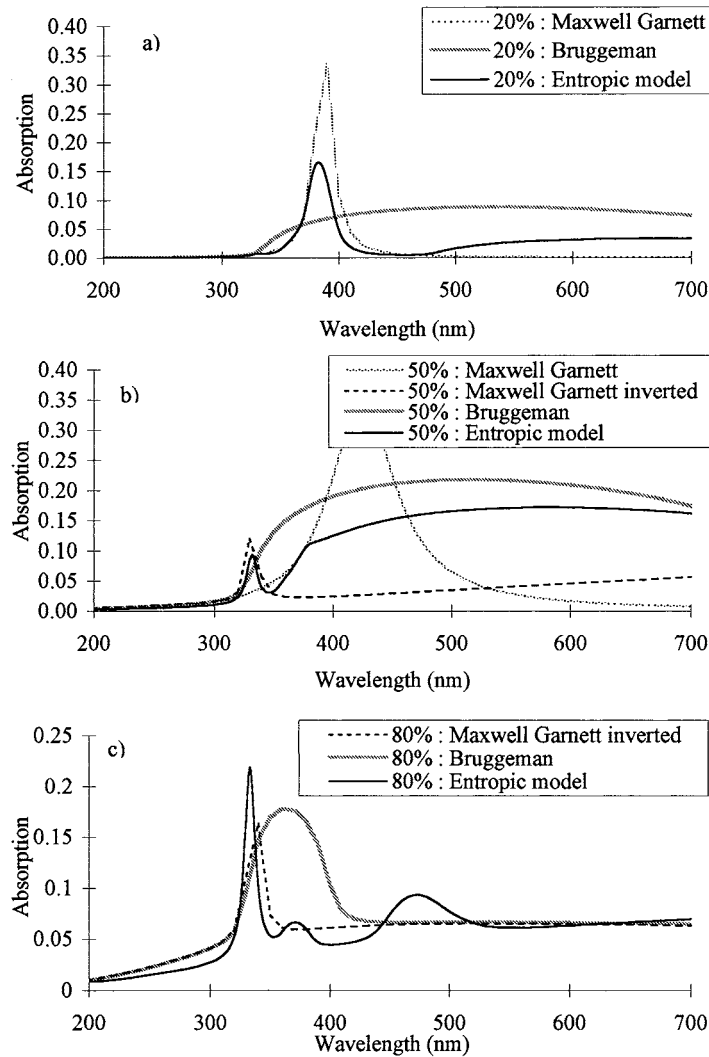 a)
20% : Maxwell Garnett
20% : Bruggeman
20% : Entropic model
Absorption
0.40
0.35
0.30
0.25
0.20
0.15
0.10
0.05
0.00
200 300 400 500 600 700
Wavelength (nm)
b)
50% : Maxwell Garnett
50% : Maxwell Garnett inverted
50% : Bruggeman
50% : Entropic model
Absorption
0.40
0.35
0.30
0.25
0.20
0.15
0.10
0.05
0.00
200 300 400 500 600 700
Wavelength (nm)
c)
80% : Maxwell Garnett inverted
80% : Bruggeman
80% : Entropic model
Absorption
0.25
0.2
0.15
0.1
0.05
0
200 300 400 500 600 700
Wavelength (nm)